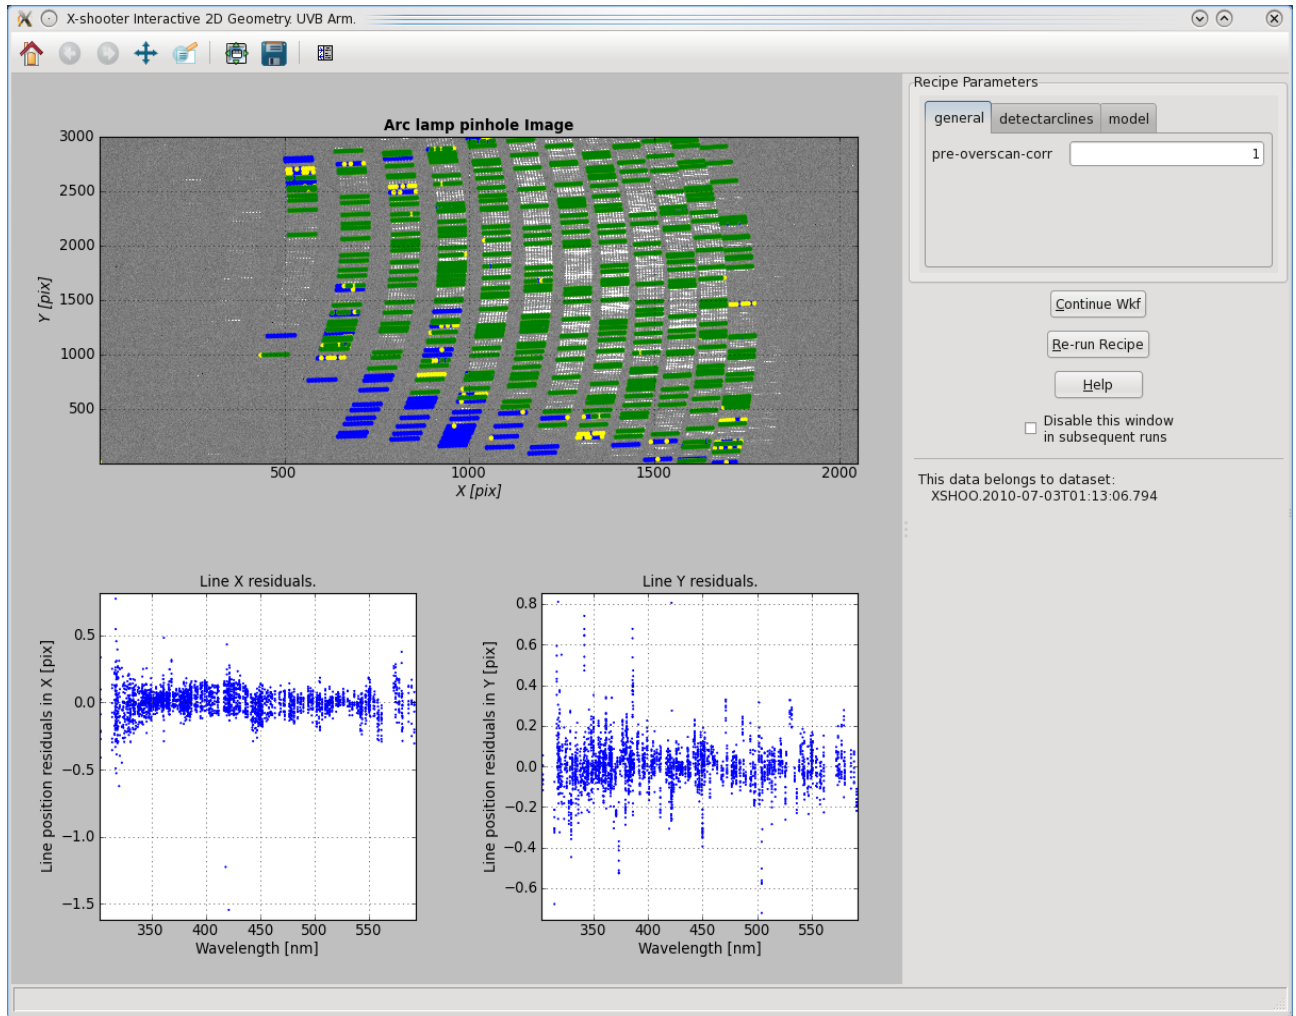 X-shooter Interactive 2D Geometry. UVB Arm.
Arc lamp pinhole Image
3000
2500
2000
1500
1000
500
Y [pix]
500
1000
1500
2000
X [pix]
Line X residuals.
0.5
0.0
−0.5
−1.0
−1.5
Line position residuals in X [pix]
350
400
450
500
550
Wavelength [nm]
Line Y residuals.
0.8
0.6
0.4
0.2
0.0
−0.2
−0.4
−0.6
Line position residuals in Y [pix]
350
400
450
500
550
Wavelength [nm]
Recipe Parameters
general
detectarclines
model
pre-overscan-corr
1
Continue Wkf
Re-run Recipe
Help
Disable this window
in subsequent runs
This data belongs to dataset:
XSHOO.2010-07-03T01:13:06.794